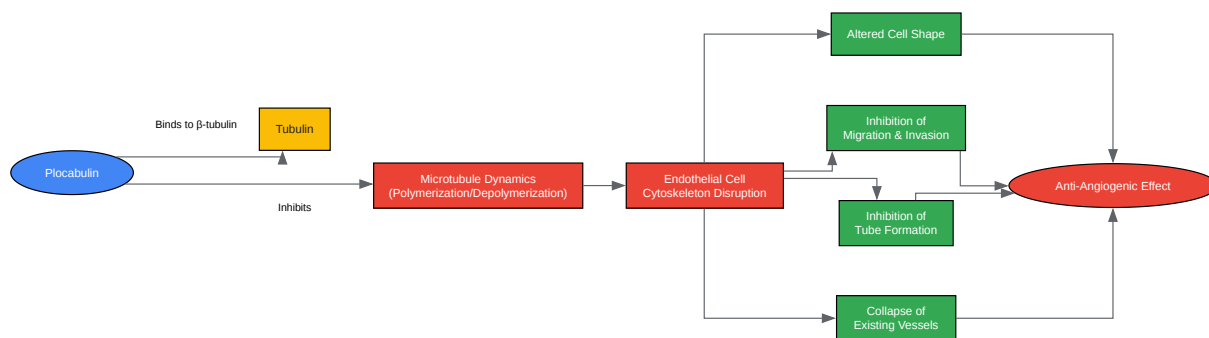 Plocabulin
Binds to β-tubulin
Tubulin
Inhibits
Microtubule Dynamics
(Polymerization/Depolymerization)
Endothelial Cell
Cytoskeleton Disruption
Altered Cell Shape
Inhibition of
Migration & Invasion
Inhibition of
Tube Formation
Collapse of
Existing Vessels
Anti-Angiogenic Effect